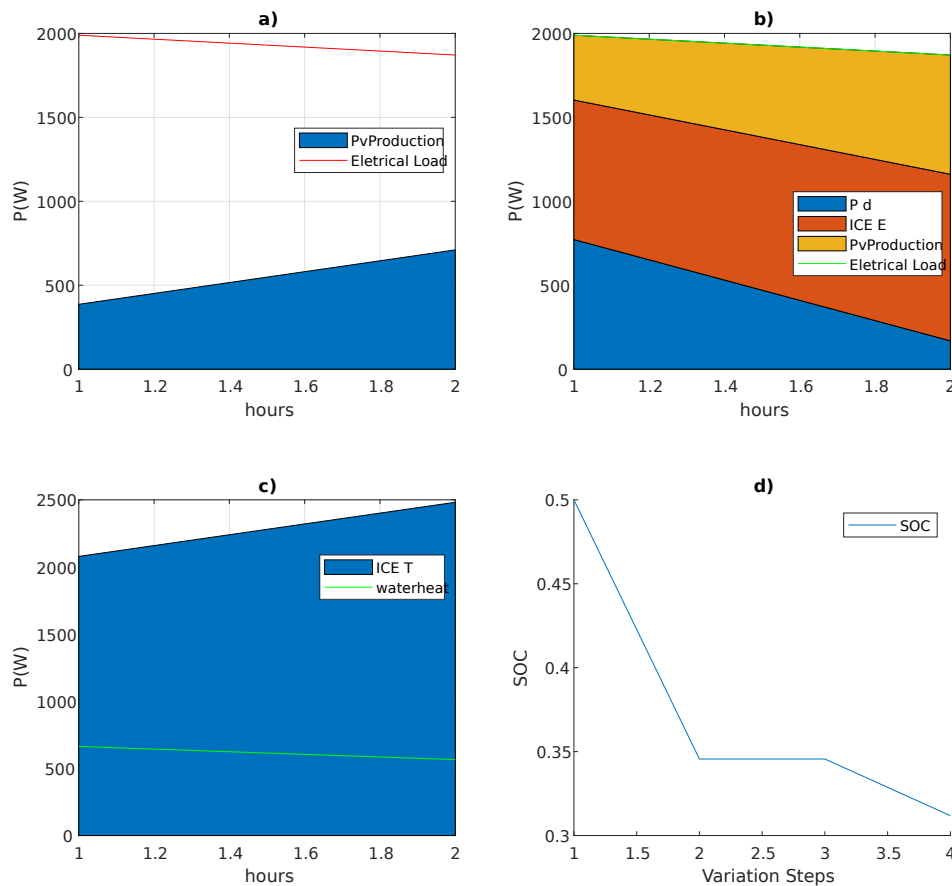 a)
2000
1500
1000
500
0
P(W)
PvProduction
Eletrical Load
1 1.2 1.4 1.6 1.8 2
hours
b)
2000
1500
1000
500
0
P(W)
P d
ICE E
PvProduction
Eletrical Load
1 1.2 1.4 1.6 1.8 2
hours
c)
2500
2000
1500
1000
500
0
P(W)
ICE T
waterheat
1 1.2 1.4 1.6 1.8 2
hours
d)
0.5
0.45
0.4
0.35
0.3
SOC
SOC
1 1.5 2 2.5 3 3.5 4
Variation Steps